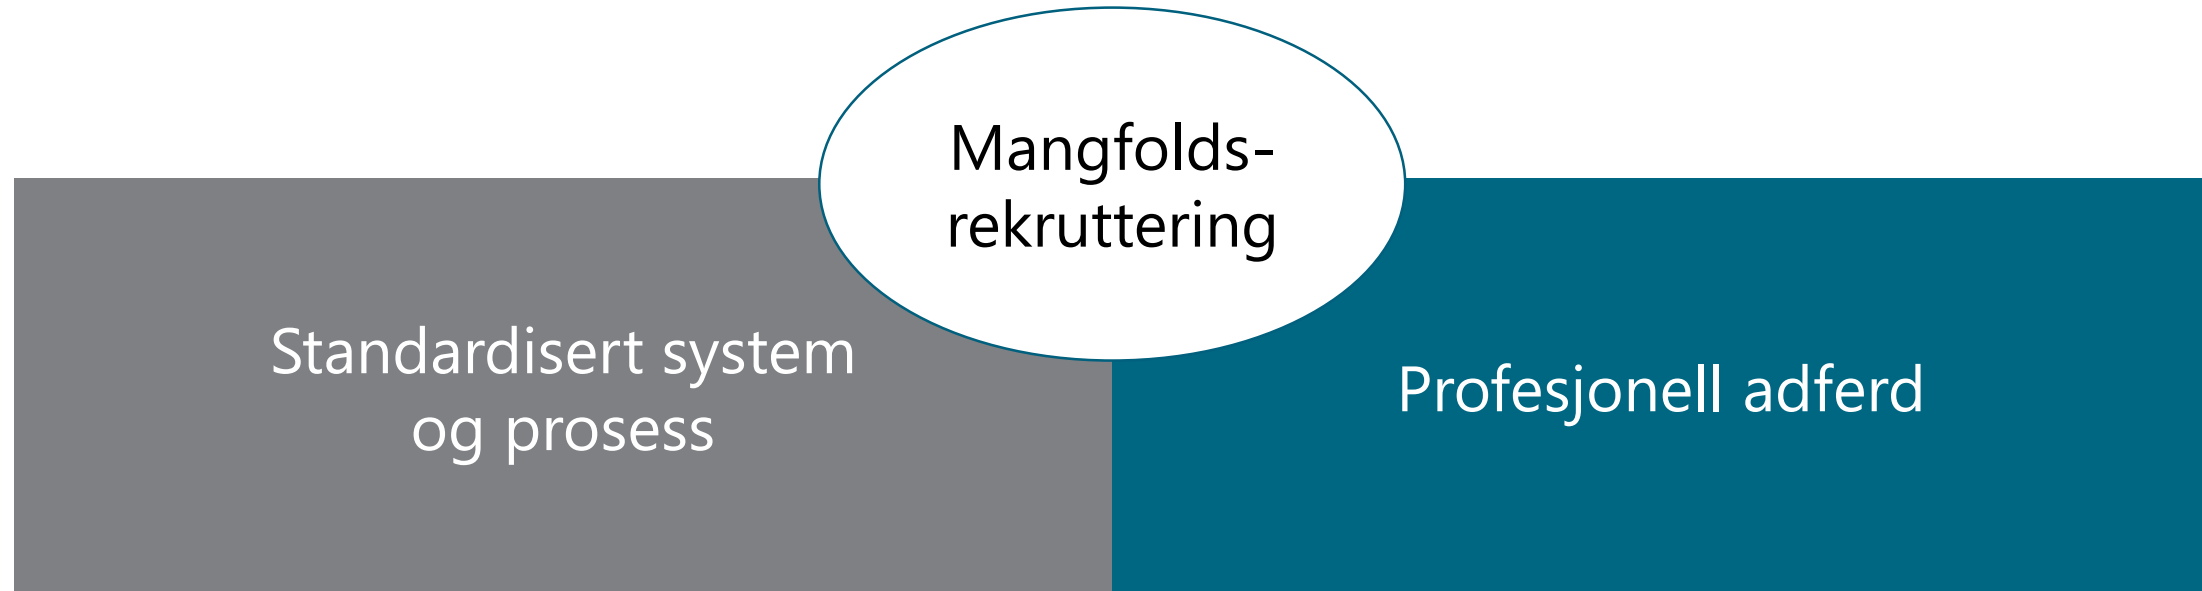 Mangfolds-
rekruttering
Standardisert system
og prosess
Profesjonell adferd